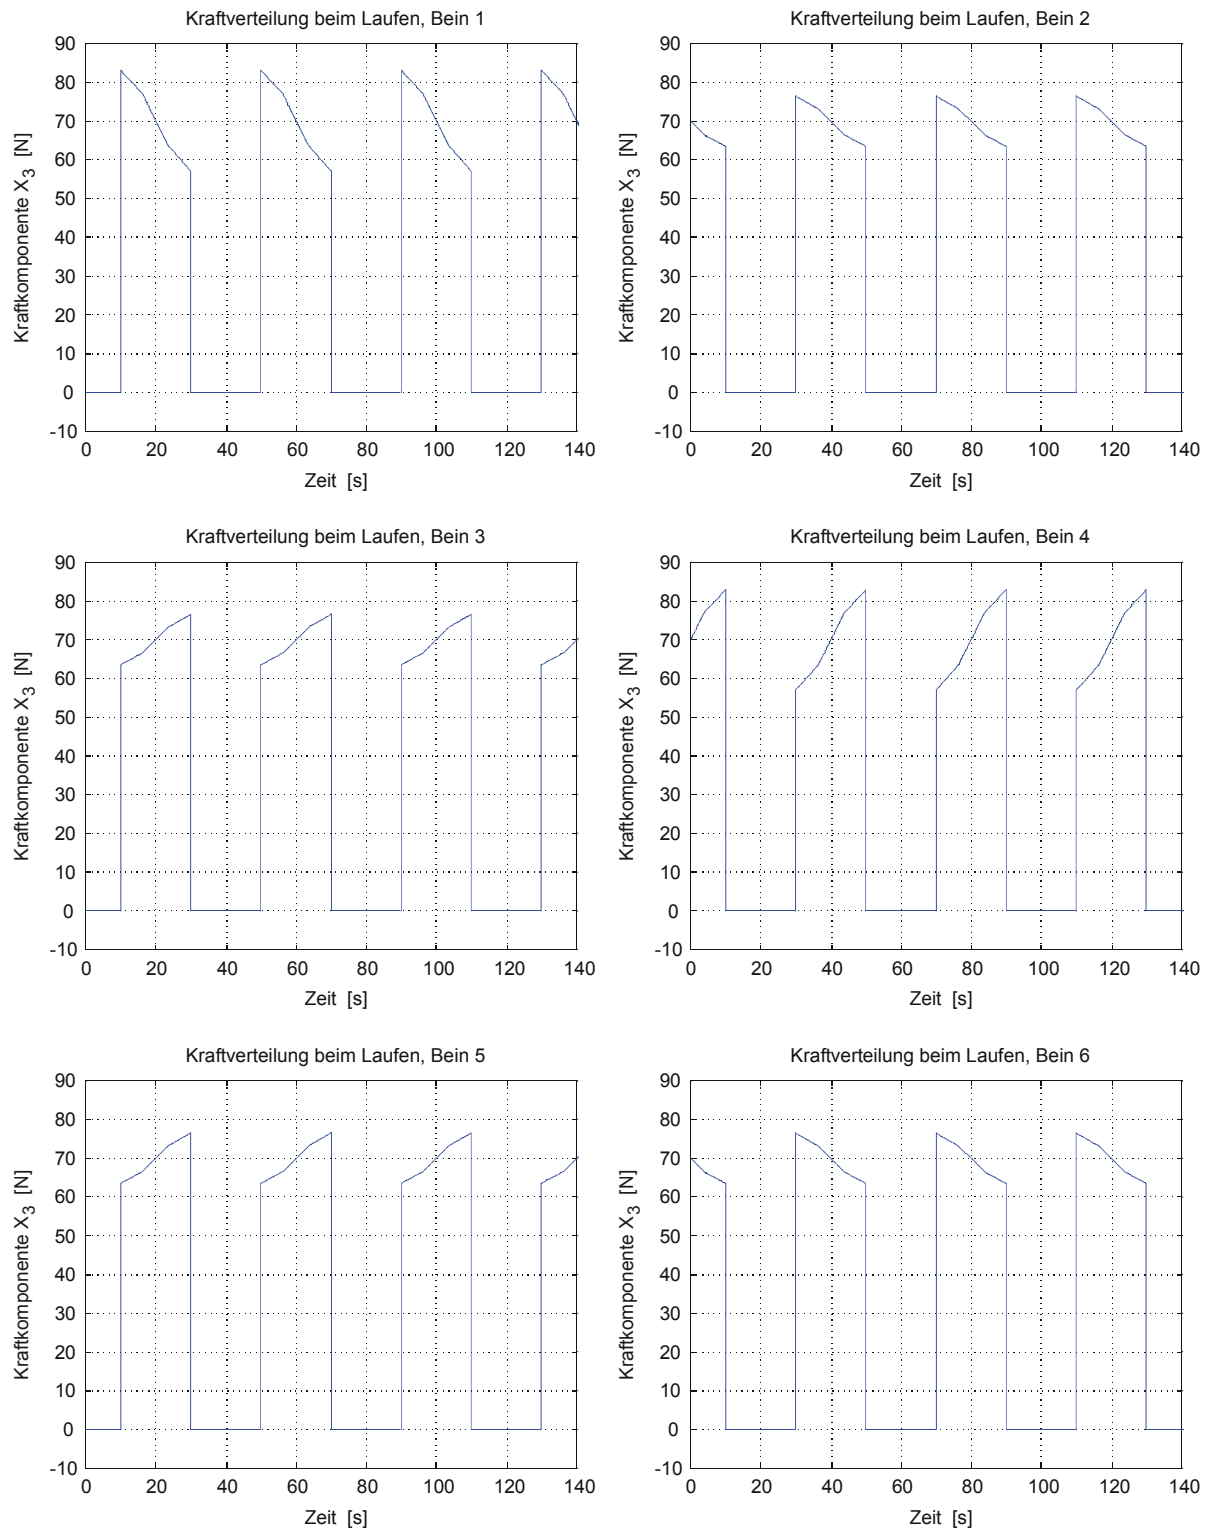 Kraftverteilung beim Laufen, Bein 1
Kraftkomponente X3 [N]
90
80
70
60
50
40
30
20
10
0
-10
0 20 40 60 80 100 120 140
Zeit [s]
Kraftverteilung beim Laufen, Bein 2
Kraftkomponente X3 [N]
90
80
70
60
50
40
30
20
10
0
-10
0 20 40 60 80 100 120 140
Zeit [s]
Kraftverteilung beim Laufen, Bein 3
Kraftkomponente X3 [N]
90
80
70
60
50
40
30
20
10
0
-10
0 20 40 60 80 100 120 140
Zeit [s]
Kraftverteilung beim Laufen, Bein 4
Kraftkomponente X3 [N]
90
80
70
60
50
40
30
20
10
0
-10
0 20 40 60 80 100 120 140
Zeit [s]
Kraftverteilung beim Laufen, Bein 5
Kraftkomponente X3 [N]
90
80
70
60
50
40
30
20
10
0
-10
0 20 40 60 80 100 120 140
Zeit [s]
Kraftverteilung beim Laufen, Bein 6
Kraftkomponente X3 [N]
90
80
70
60
50
40
30
20
10
0
-10
0 20 40 60 80 100 120 140
Zeit [s]